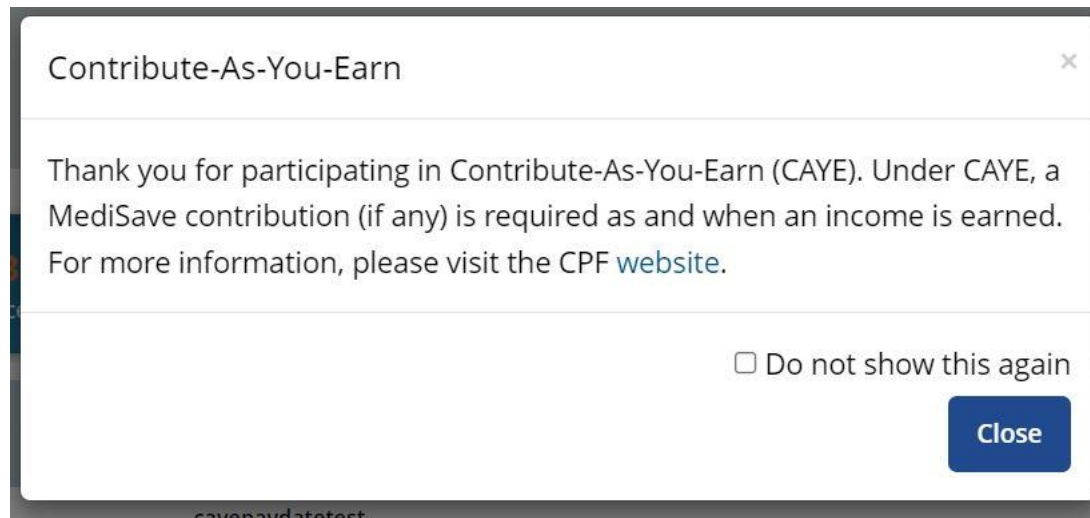 Contribute-As-You-Earn
×
Thank you for participating in Contribute-As-You-Earn (CAYE). Under CAYE, a
MediSave contribution (if any) is required as and when an income is earned.
For more information, please visit the CPF website.
Do not show this again
Close
cayepaydatetest